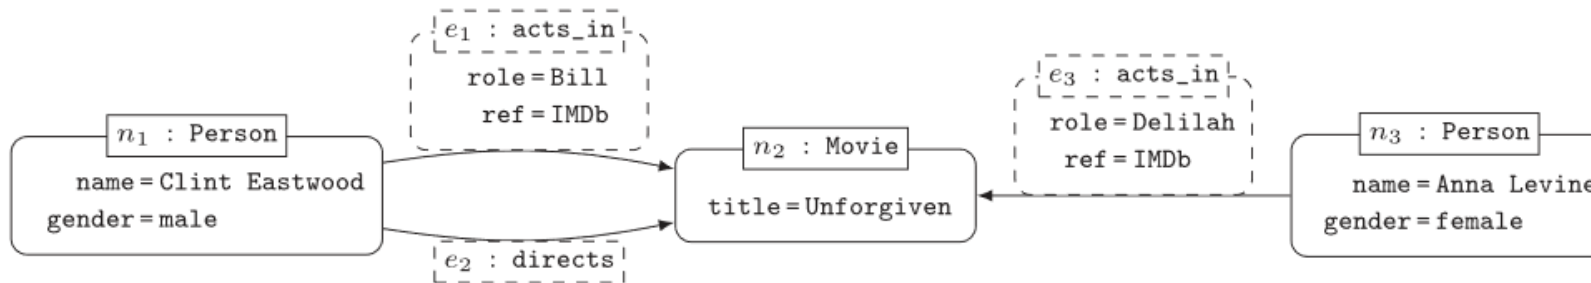 e₁ : acts_in
role = Bill
ref = IMDb
n₁ : Person
name = Clint Eastwood
gender = male
e₂ : directs
n₂ : Movie
title = Unforgiven
e₃ : acts_in
role = Delilah
ref = IMDb
n₃ : Person
name = Anna Levine
gender = female